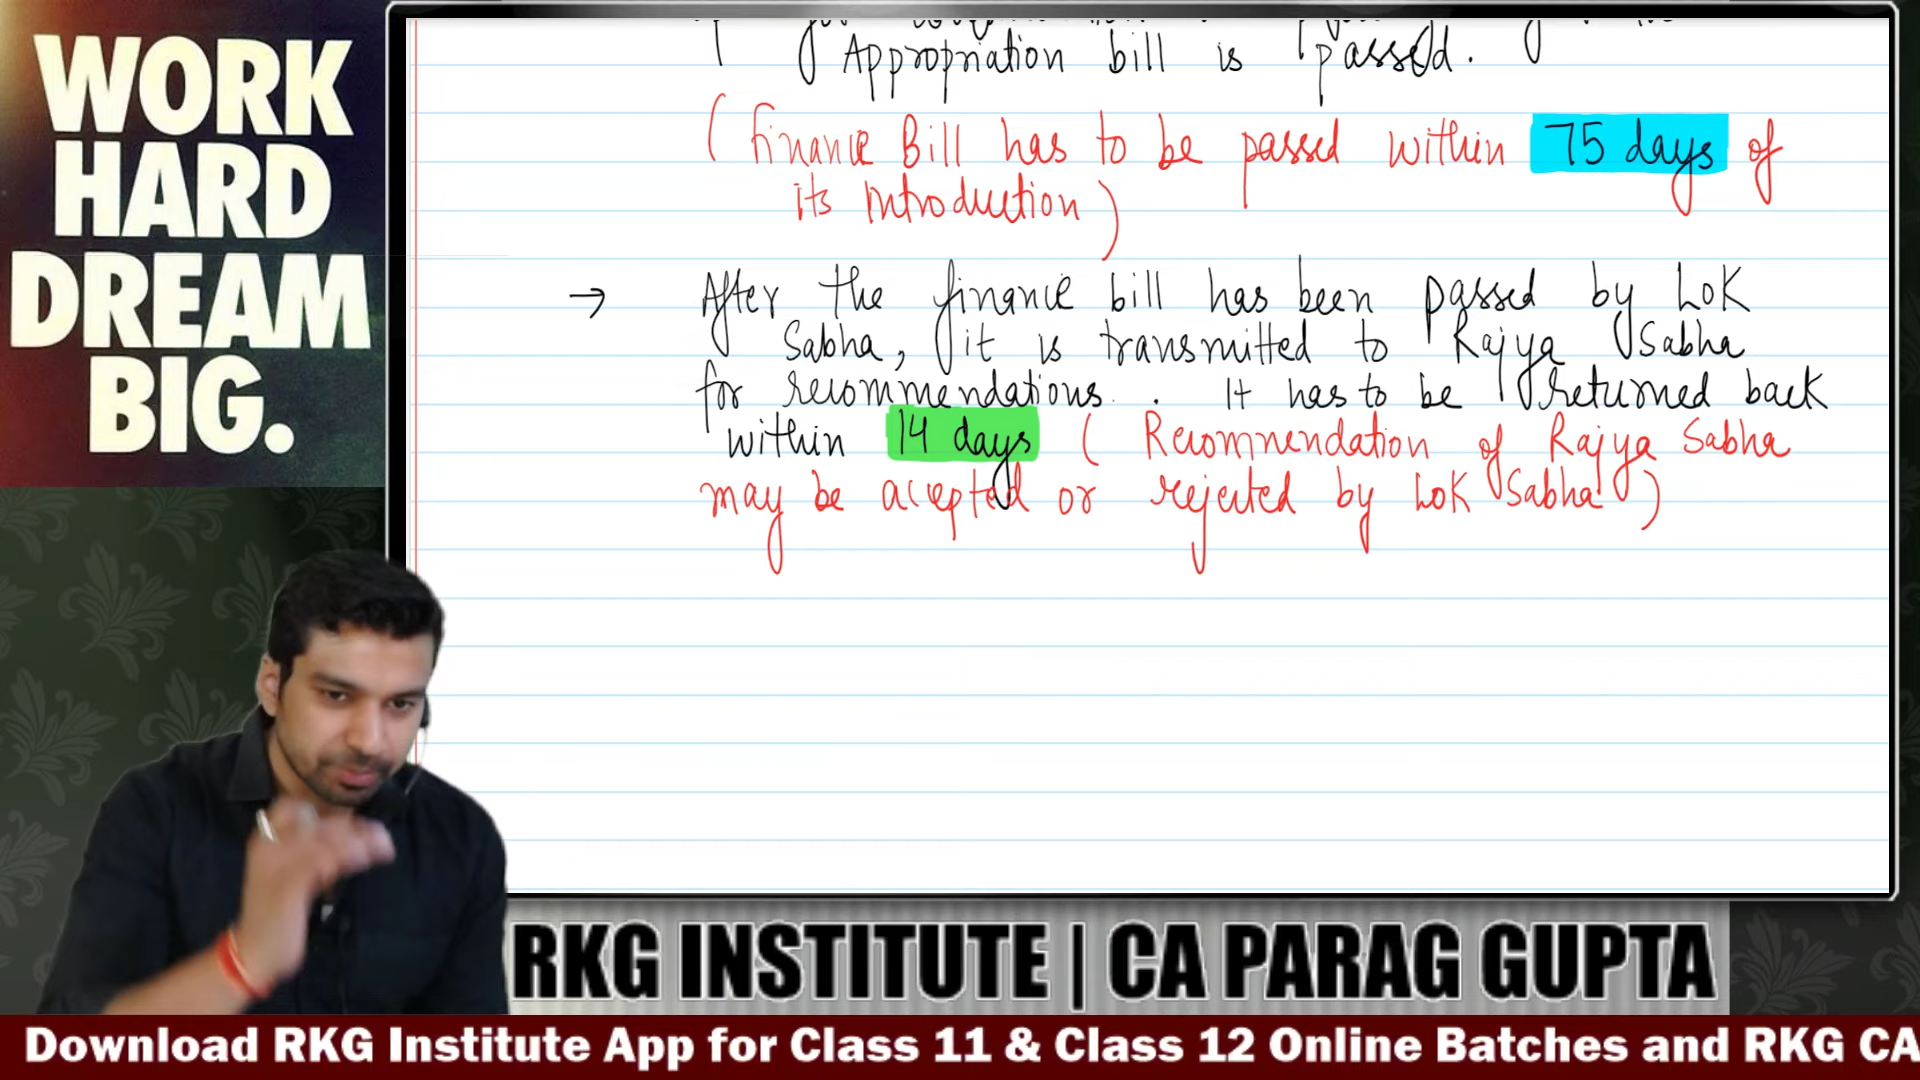 WORK
HARD
DREAM
BIG.
Appropriation bill is passed.
( Finance Bill has to be passed within 75 days of
its Introduction )
→ After the finance bill has been passed by Lok
Sabha, it is transmitted to Rajya Sabha
for recommendations. It has to be returned back
within 14 days ( Recommendation of Rajya Sabha
may be accepted or rejected by Lok Sabha )
RKG INSTITUTE | CA PARAG GUPTA
Download RKG Institute App for Class 11 & Class 12 Online Batches and RKG CA